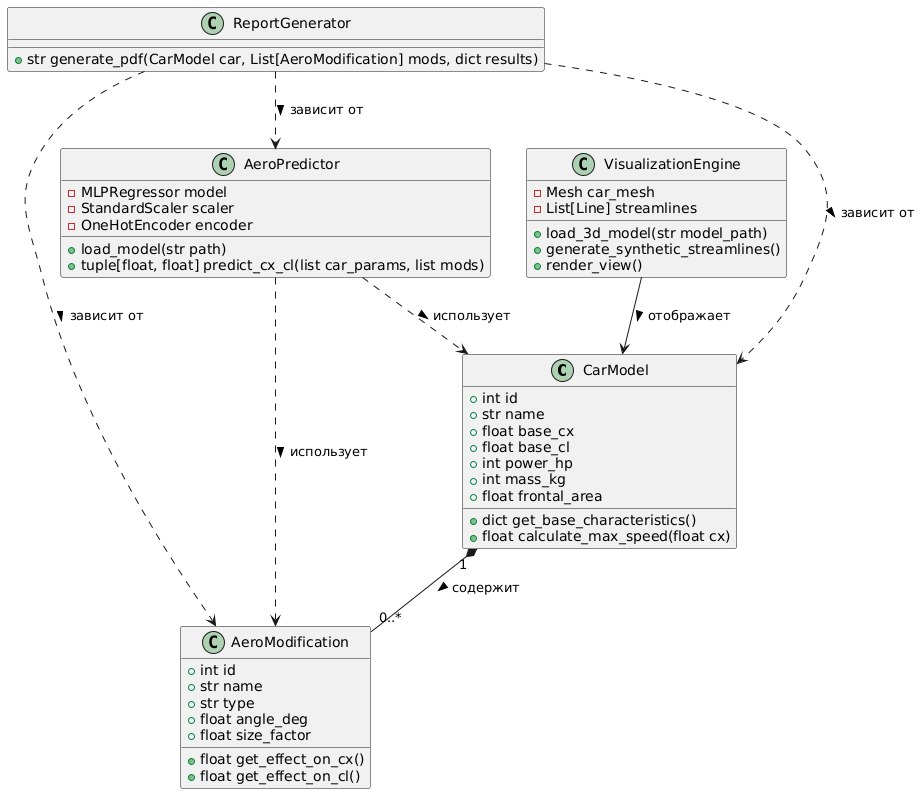 C ReportGenerator
str generate_pdf(CarModel car, List[AeroModification] mods, dict results)
зависит от
C AeroPredictor
MLPRegressor model
StandardScaler scaler
OneHotEncoder encoder
load_model(str path)
tuple[float, float] predict_cx_cl(list car_params, list mods)
C VisualizationEngine
Mesh car_mesh
List[Line] streamlines
load_3d_model(str model_path)
generate_synthetic_streamlines()
render_view()
зависит от
зависит от
использует
отображает
C CarModel
int id
str name
float base_cx
float base_cl
int power_hp
int mass_kg
float frontal_area
dict get_base_characteristics()
float calculate_max_speed(float cx)
использует
1
содержит
0..*
C AeroModification
int id
str name
str type
float angle_deg
float size_factor
float get_effect_on_cx()
float get_effect_on_cl()